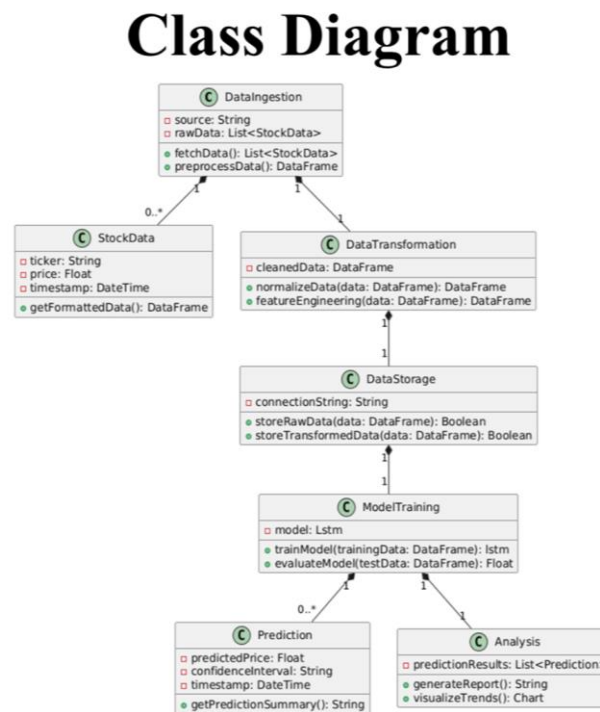 Class Diagram
C DataIngestion
source: String
rawData: List<StockData>
fetchData(): List<StockData>
preprocessData(): DataFrame
1 1
0..* 1
C StockData
ticker: String
price: Float
timestamp: DateTime
getFormattedData(): DataFrame
C DataTransformation
cleanedData: DataFrame
normalizeData(data: DataFrame): DataFrame
featureEngineering(data: DataFrame): DataFrame
1
1
C DataStorage
connectionString: String
storeRawData(data: DataFrame): Boolean
storeTransformedData(data: DataFrame): Boolean
1
1
C ModelTraining
model: Lstm
trainModel(trainingData: DataFrame): lstm
evaluateModel(testData: DataFrame): Float
1 1
0..* 1
C Prediction
predictedPrice: Float
confidenceInterval: String
timestamp: DateTime
getPredictionSummary(): String
C Analysis
predictionResults: List<Prediction
generateReport(): String
visualizeTrends(): Chart